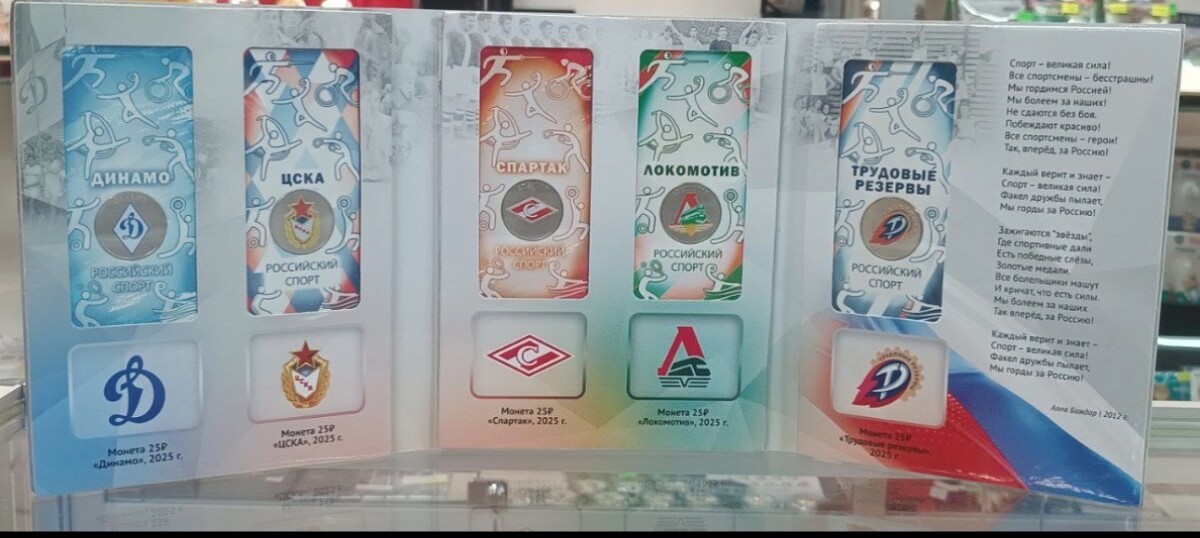 ДИНАМО
РОССИЙСКИЙ
СПОРТ
Монета 25₽
«Динамо», 2025 г.
ЦСКА
РОССИЙСКИЙ
СПОРТ
ЦСКА
Монета 25₽
«ЦСКА», 2025 г.
СПАРТАК
РОССИЙСКИЙ
СПОРТ
Монета 25₽
«Спартак», 2025 г.
ЛОКОМОТИВ
РОССИЙСКИЙ
СПОРТ
Монета 25₽
«Локомотив», 2025 г.
ТРУДОВЫЕ
РЕЗЕРВЫ
РОССИЙСКИЙ
СПОРТ
Монета 25₽
«Трудовые резервы»,
2025 г.
Спорт – великая сила!
Все спортсмены – бесстрашны!
Мы гордимся Россией!
Мы болеем за наших!
Не сдаются без боя.
Побеждают красиво!
Все спортсмены – герои!
Так, вперёд, за Россию!
Каждый верит и знает –
Спорт – великая сила!
Факел дружбы пылает,
Мы горды за Россию!
Зажигаются "звёзды",
Где спортивные дали
Есть победные слёзы,
Золотые медали.
Все болельщики машут
И кричат, что есть силы.
Мы болеем за наших
Так вперёд, за Россию!
Каждый верит и знает –
Спорт – великая сила!
Факел дружбы пылает,
Мы горды за Россию!
Алла Бождор | 2012 г.